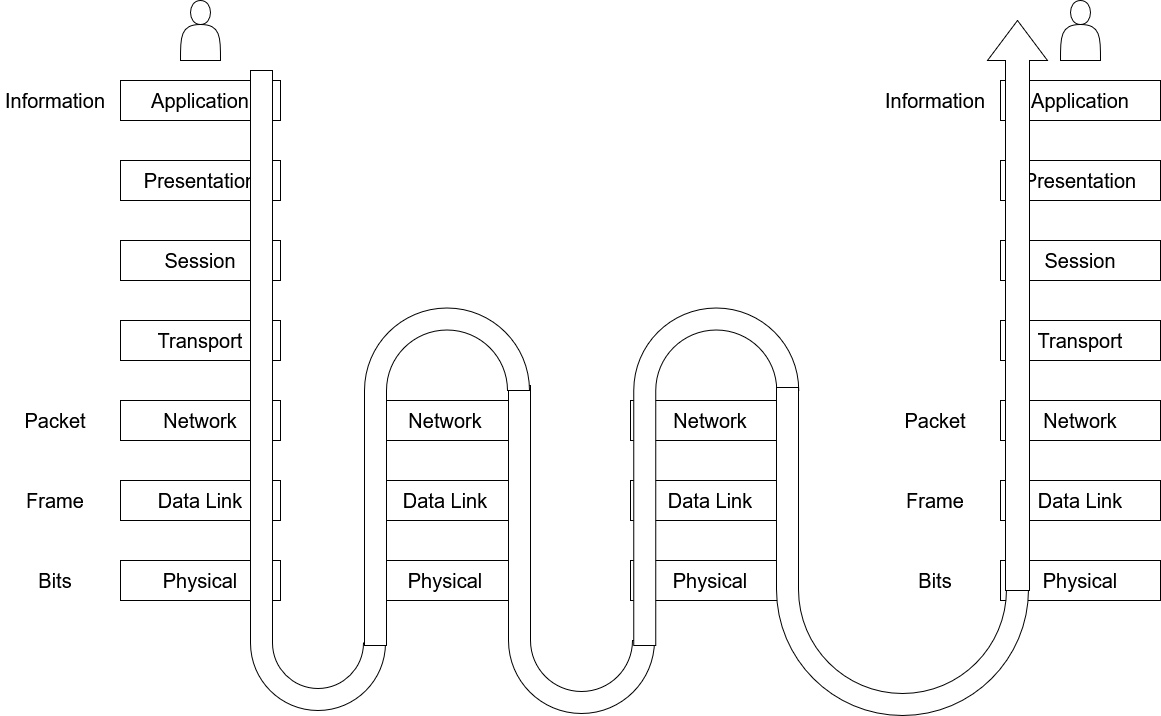 Information Application Information Application
Presentation Presentation
Session Session
Transport Transport
Packet Network Network Network Packet Network
Frame Data Link Data Link Data Link Frame Data Link
Bits Physical Physical Physical Bits Physical